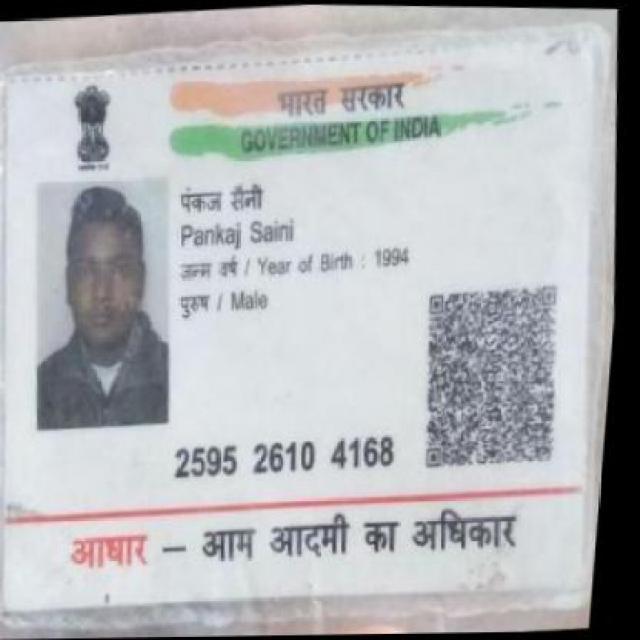 भारत सरकार
GOVERNMENT OF INDIA
पंकज सैनी
Pankaj Saini
जन्म वर्ष / Year of Birth : 1994
पुरुष / Male
2595 2610 4168
आधार – आम आदमी का अधिकार